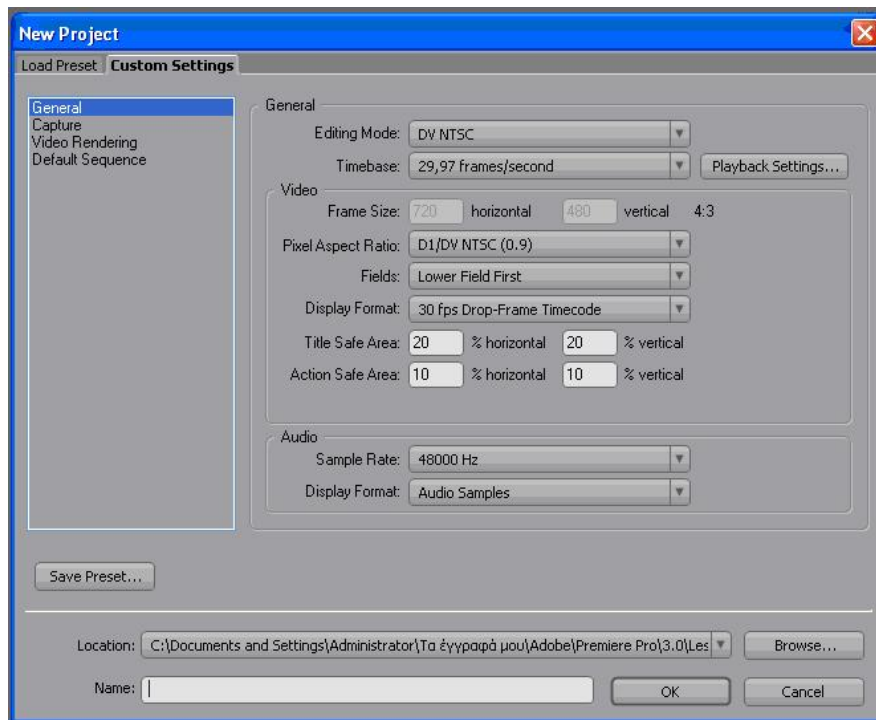 New Project
Load Preset Custom Settings
General
Capture
Video Rendering
Default Sequence
General
Editing Mode: DV NTSC
Timebase: 29,97 frames/second Playback Settings...
Video
Frame Size: 720 horizontal 480 vertical 4:3
Pixel Aspect Ratio: D1/DV NTSC (0.9)
Fields: Lower Field First
Display Format: 30 fps Drop-Frame Timecode
Title Safe Area: 20 % horizontal 20 % vertical
Action Safe Area: 10 % horizontal 10 % vertical
Audio
Sample Rate: 48000 Hz
Display Format: Audio Samples
Save Preset...
Location: C:\Documents and Settings\Administrator\Τα έγγραφά μου\Adobe\Premiere Pro\3.0\Les Browse...
Name: OK Cancel